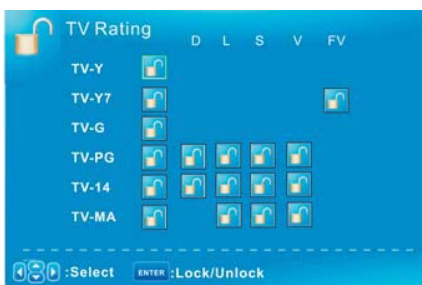 TV Rating
D L S V FV
TV-Y
TV-Y7
TV-G
TV-PG
TV-14
TV-MA
:Select ENTER :Lock/Unlock